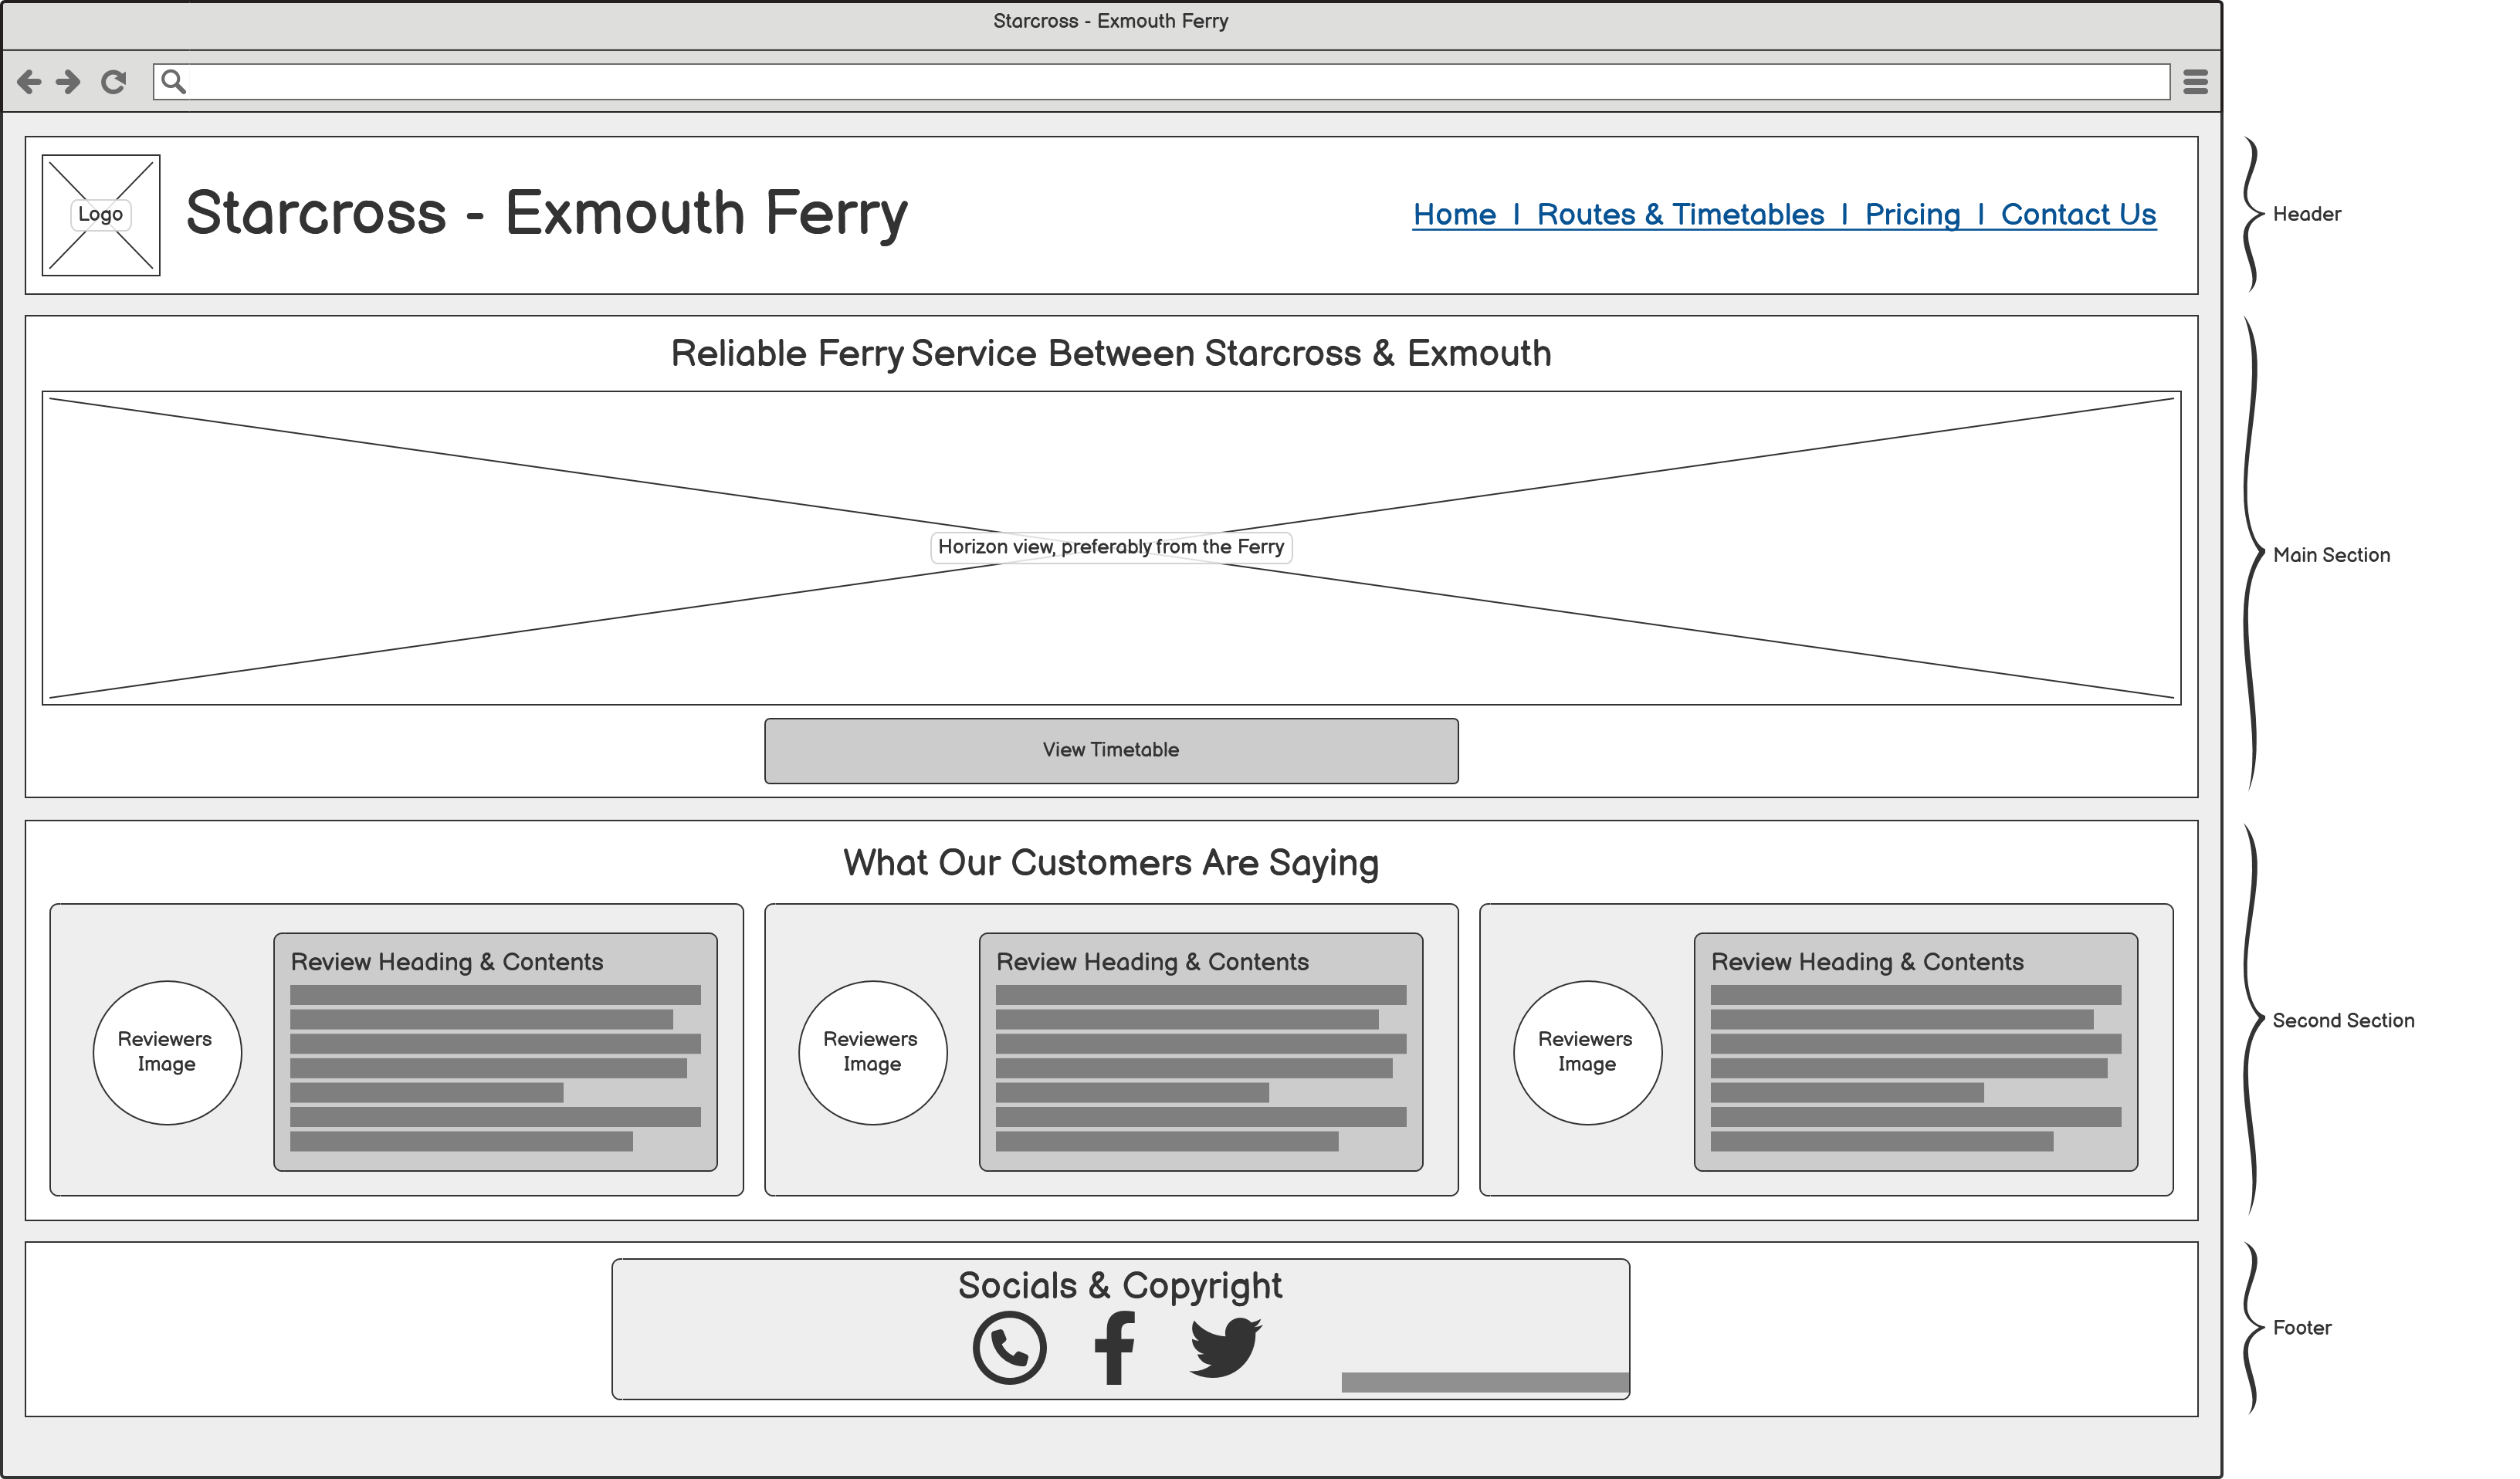 Starcross - Exmouth Ferry
Logo
Starcross - Exmouth Ferry
Home | Routes & Timetables | Pricing | Contact Us
Header
Reliable Ferry Service Between Starcross & Exmouth
Horizon view, preferably from the Ferry
Main Section
View Timetable
What Our Customers Are Saying
Reviewers
Image
Review Heading & Contents
Reviewers
Image
Review Heading & Contents
Reviewers
Image
Review Heading & Contents
Second Section
Socials & Copyright
Footer